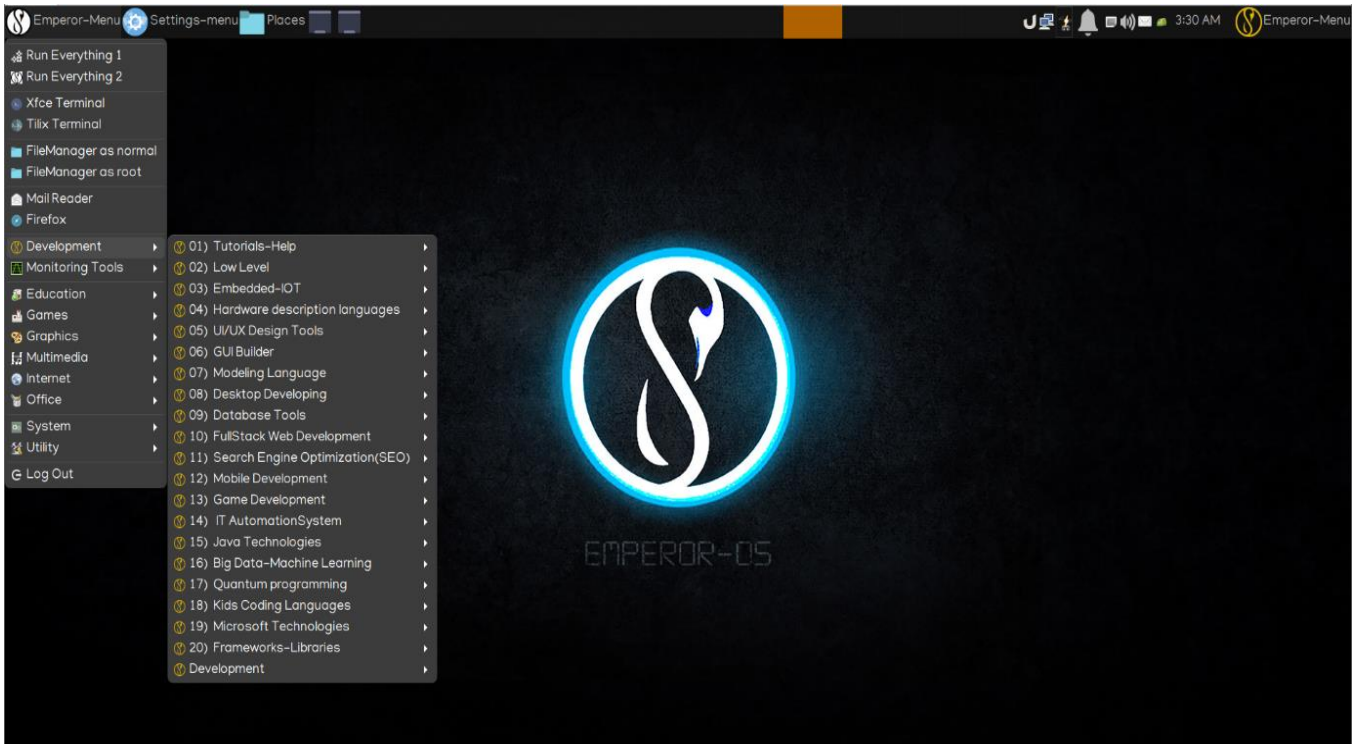 Emperor-Menu Settings-menu Places 3:30 AM Emperor-Menu
Run Everything 1
Run Everything 2
Xfce Terminal
Tilix Terminal
FileManager as normal
FileManager as root
Mail Reader
Firefox
Development
Monitoring Tools
Education
Games
Graphics
Multimedia
Internet
Office
System
Utility
Log Out
01) Tutorials-Help
02) Low Level
03) Embedded-IOT
04) Hardware description languages
05) UI/UX Design Tools
06) GUI Builder
07) Modeling Language
08) Desktop Developing
09) Database Tools
10) FullStack Web Development
11) Search Engine Optimization(SEO)
12) Mobile Development
13) Game Development
14) IT AutomationSystem
15) Java Technologies
16) Big Data-Machine Learning
17) Quantum programming
18) Kids Coding Languages
19) Microsoft Technologies
20) Frameworks-Libraries
Development
EMPEROR-OS